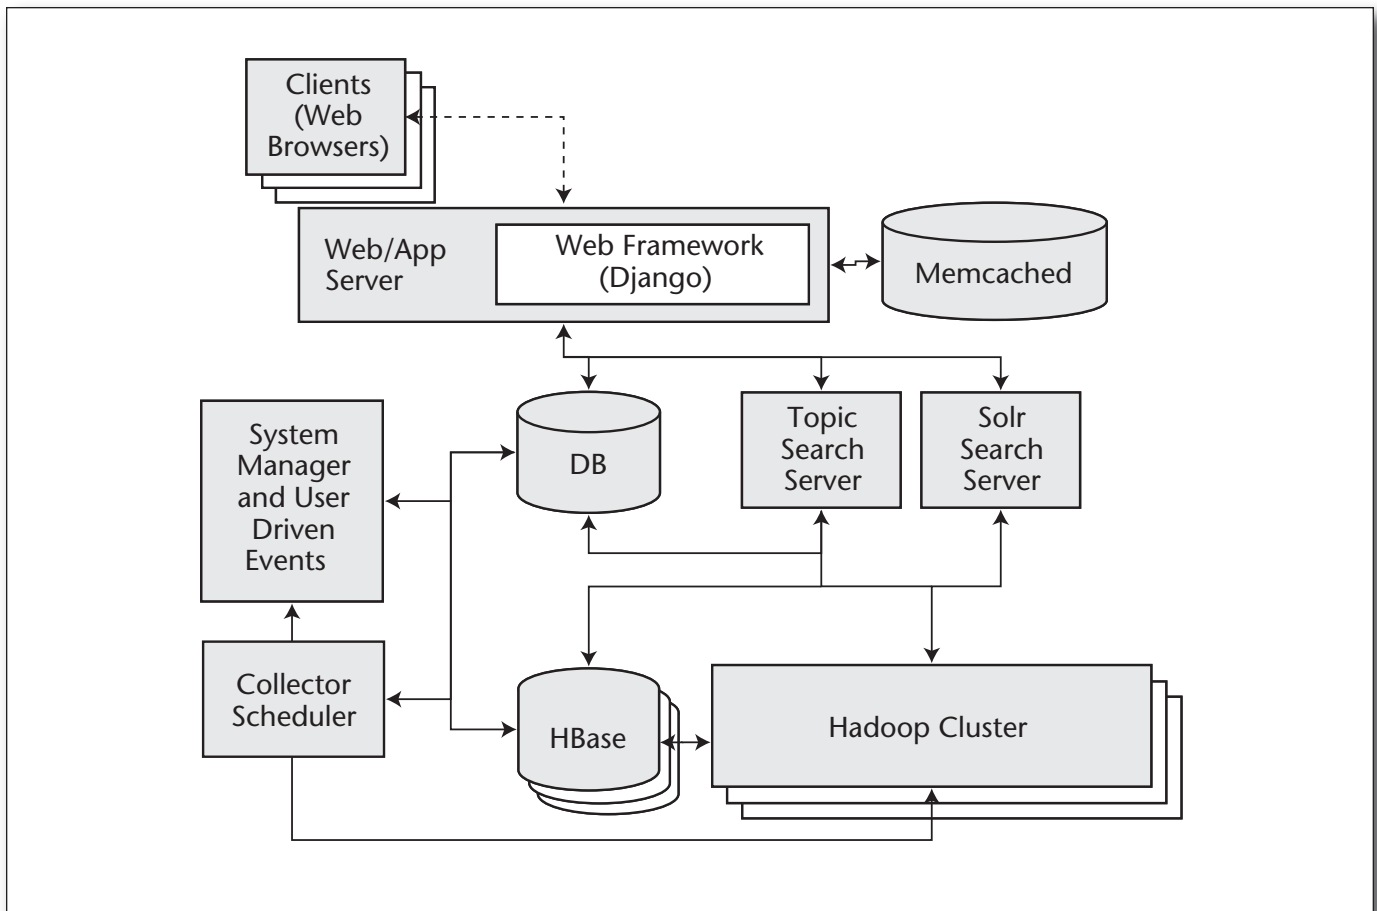 Clients
(Web
Browsers)
Web/App
Server
Web Framework
(Django)
Memcached
System
Manager
and User
Driven
Events
DB
Topic
Search
Server
Solr
Search
Server
Collector
Scheduler
HBase
Hadoop Cluster